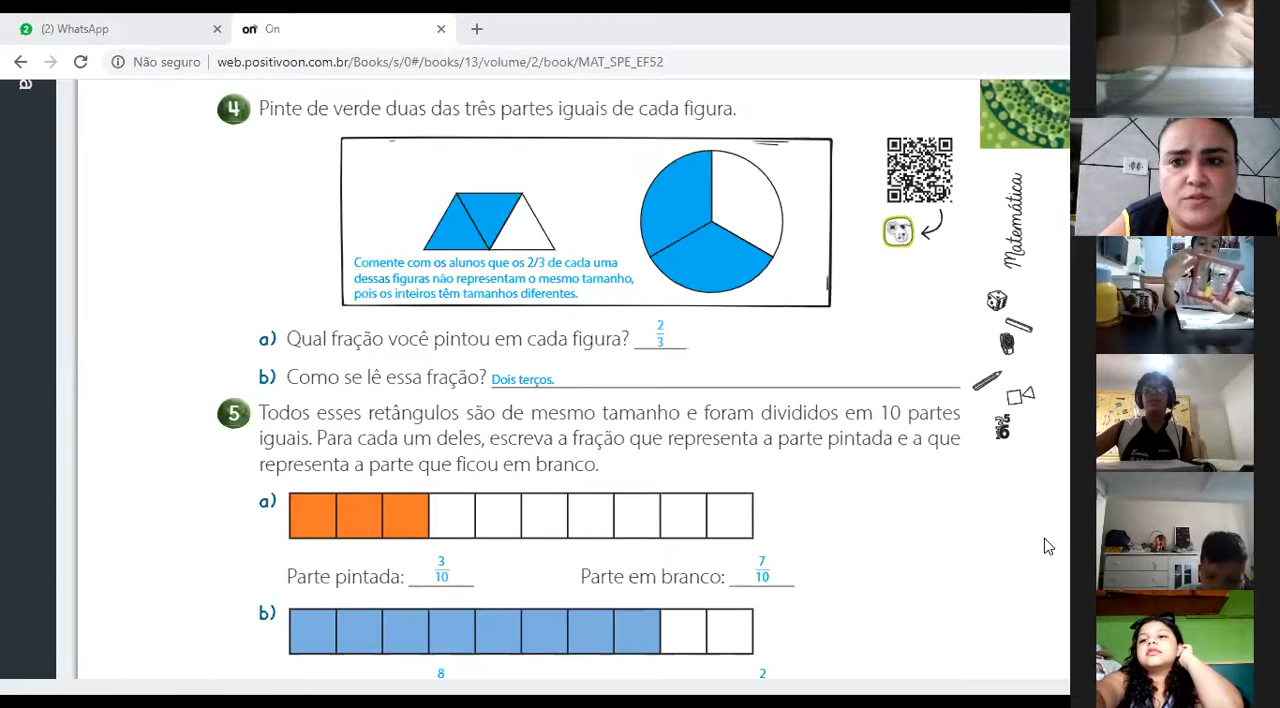 (2) WhatsApp
on On
Não seguro | web.positivoon.com.br/Books/s/0#/books/13/volume/2/book/MAT_SPE_EF52
4 Pinte de verde duas das três partes iguais de cada figura.
Comente com os alunos que os 2/3 de cada uma
dessas figuras não representam o mesmo tamanho,
pois os inteiros têm tamanhos diferentes.
a) Qual fração você pintou em cada figura? 2/3
b) Como se lê essa fração? Dois terços.
5 Todos esses retângulos são de mesmo tamanho e foram divididos em 10 partes
iguais. Para cada um deles, escreva a fração que representa a parte pintada e a que
representa a parte que ficou em branco.
a)
Parte pintada: 3/10 Parte em branco: 7/10
b)
8 2
Matemática